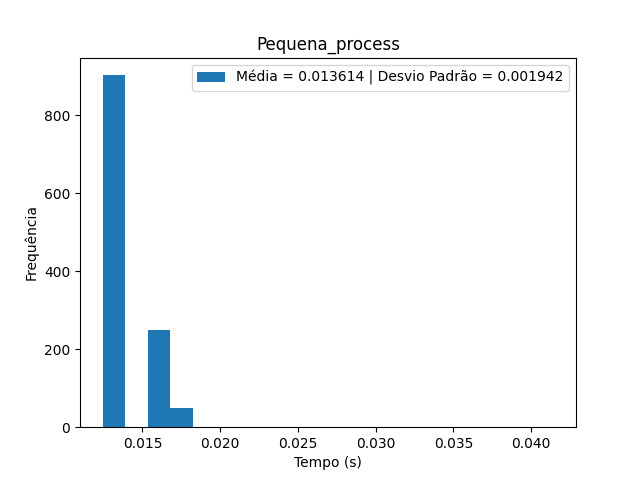 Pequena_process
Média = 0.013614 | Desvio Padrão = 0.001942
Frequência
800
600
400
200
0
0.015 0.020 0.025 0.030 0.035 0.040
Tempo (s)